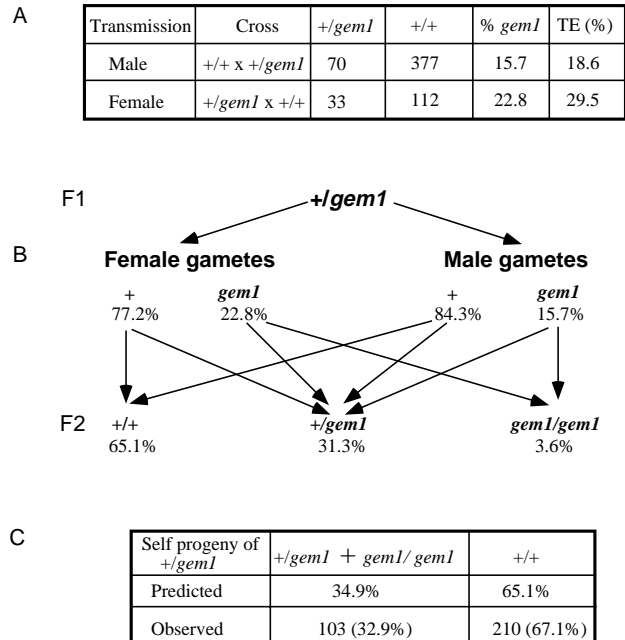 A
Transmission Cross +/gem1 +/+ % gem1 TE (%)
Male +/+ x +/gem1 70 377 15.7 18.6
Female +/gem1 x +/+ 33 112 22.8 29.5
F1 +/gem1
B
Female gametes Male gametes
+ gem1 + gem1
77.2% 22.8% 84.3% 15.7%
F2 +/+ +/gem1 gem1/gem1
65.1% 31.3% 3.6%
C
Self progeny of
+/gem1 +/gem1 + gem1/gem1 +/+
Predicted 34.9% 65.1%
Observed 103 (32.9%) 210 (67.1%)